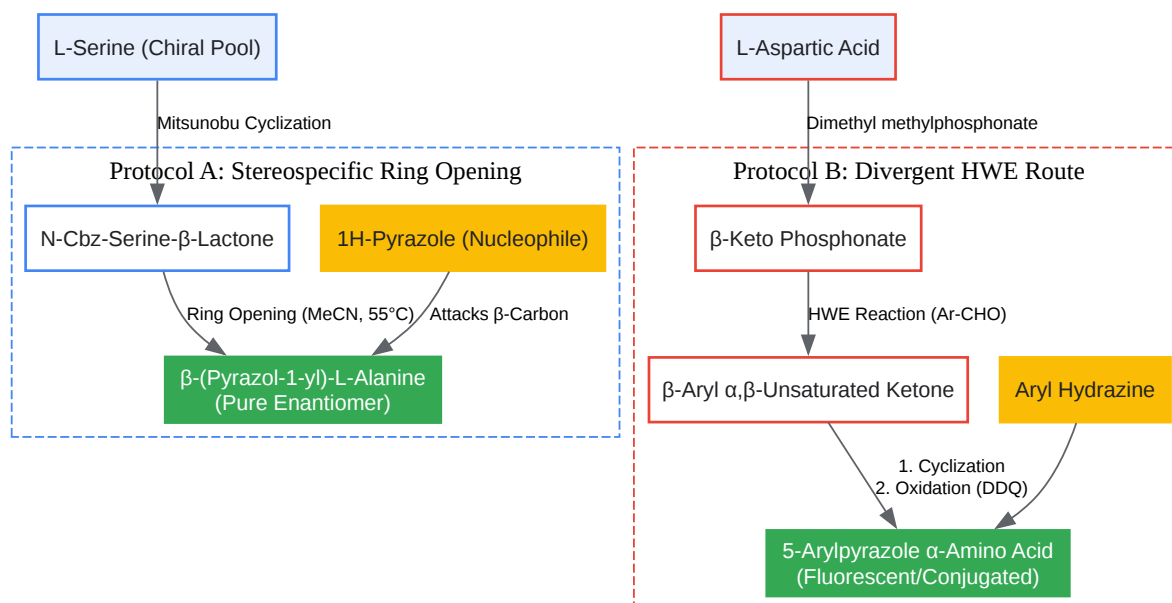 L-Serine (Chiral Pool)
L-Aspartic Acid
Mitsunobu Cyclization
Dimethyl methylphosphonate
Protocol A: Stereospecific Ring Opening
Protocol B: Divergent HWE Route
N-Cbz-Serine-β-Lactone
1H-Pyrazole (Nucleophile)
β-Keto Phosphonate
Ring Opening (MeCN, 55°C)
Attacks β-Carbon
HWE Reaction (Ar-CHO)
β-(Pyrazol-1-yl)-L-Alanine
(Pure Enantiomer)
β-Aryl α,β-Unsaturated Ketone
Aryl Hydrazine
1. Cyclization
2. Oxidation (DDQ)
5-Arylpyrazole α-Amino Acid
(Fluorescent/Conjugated)